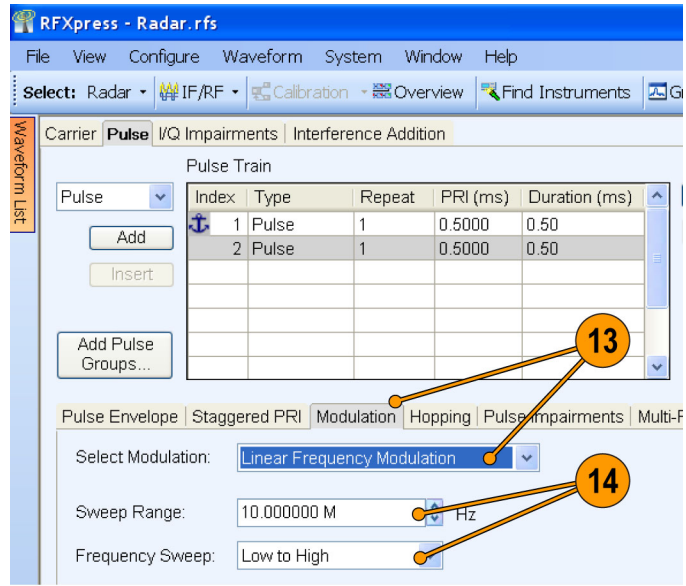 RFXpress - Radar.rfs
File View Configure Waveform System Window Help
Select: Radar IF/RF Calibration Overview Find Instruments
Waveform List
Carrier Pulse I/Q Impairments Interference Addition
Pulse Train
Pulse
Add
Insert
Add Pulse
Groups...
Index Type Repeat PRI (ms) Duration (ms)
1 Pulse 1 0.5000 0.50
2 Pulse 1 0.5000 0.50
13
Pulse Envelope Staggered PRI Modulation Hopping Pulse Impairments
Select Modulation: Linear Frequency Modulation
14
Sweep Range: 10.000000 M Hz
Frequency Sweep: Low to High